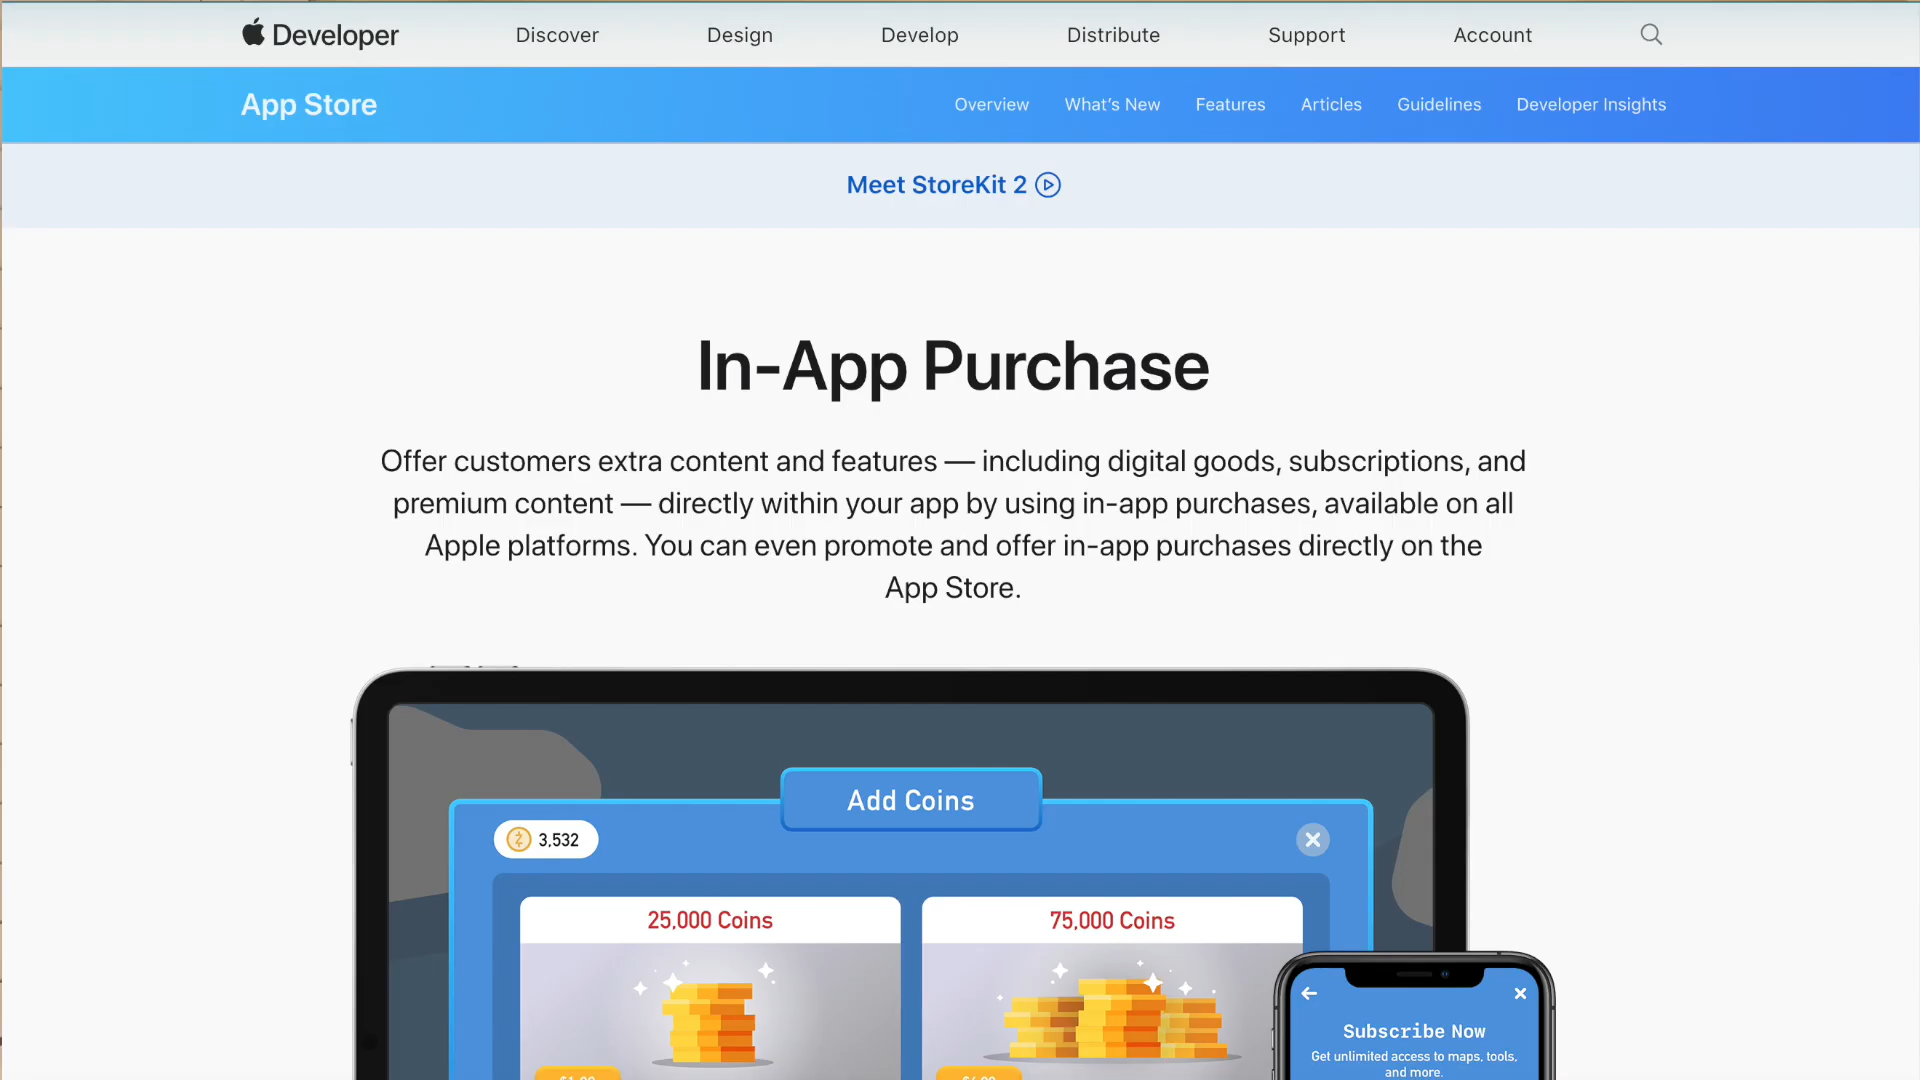 Developer
Discover
Design
Develop
Distribute
Support
Account
App Store
Overview
What's New
Features
Articles
Guidelines
Developer Insights
Meet StoreKit 2
In-App Purchase
Offer customers extra content and features — including digital goods, subscriptions, and
premium content — directly within your app by using in-app purchases, available on all
Apple platforms. You can even promote and offer in-app purchases directly on the
App Store.
Add Coins
3,532
25,000 Coins
75,000 Coins
Subscribe Now
Get unlimited access to maps, tools,
and more.